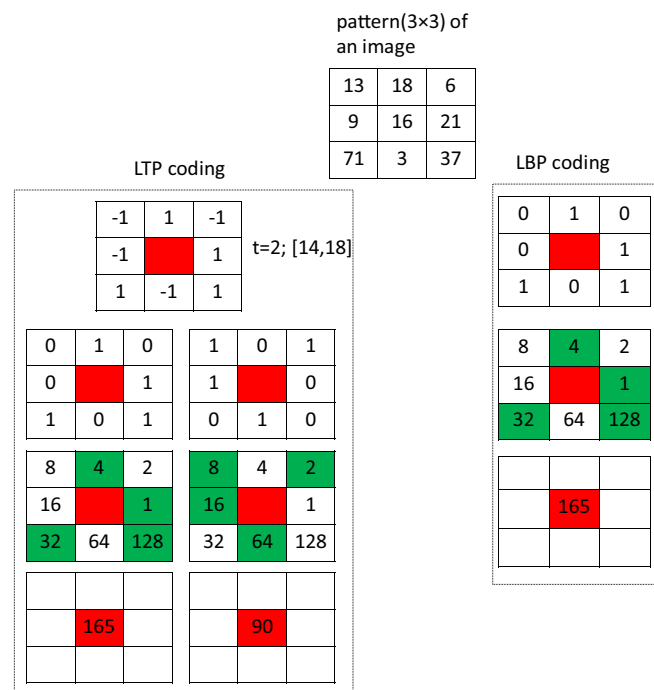 pattern(3×3) of
an image
13 18 6
9 16 21
71 3 37
LTP coding
-1 1 -1
-1 1
1 -1 1
t=2; [14,18]
0 1 0
0 1
1 0 1
1 0 1
1 0
0 1 0
8 4 2
16 1
32 64 128
8 4 2
16 1
32 64 128
165
90
LBP coding
0 1 0
0 1
1 0 1
8 4 2
16 1
32 64 128
165